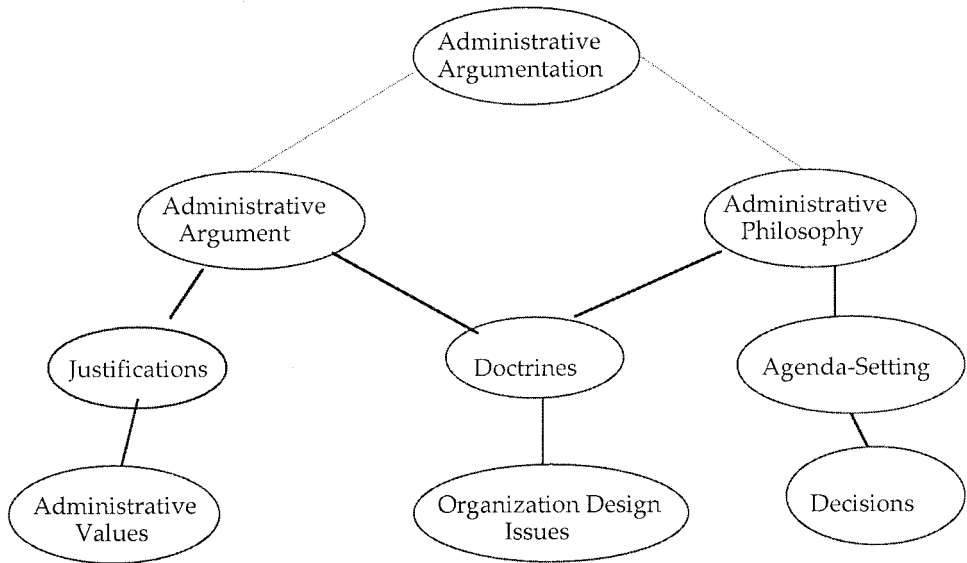 Administrative
Argumentation
Administrative
Argument
Administrative
Philosophy
Justifications
Doctrines
Agenda-Setting
Administrative
Values
Organization Design
Issues
Decisions